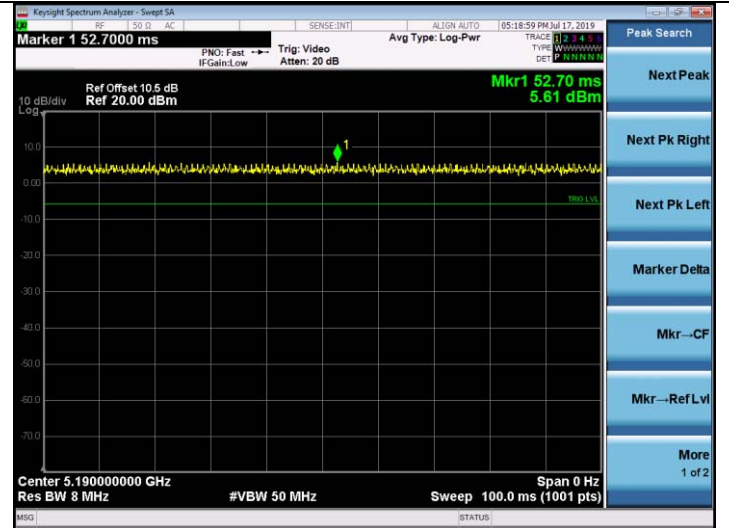 Keysight Spectrum Analyzer - Swept SA
LXI RF 50 Ω AC SENSE:INT ALIGN AUTO 05:18:59 PM Jul 17, 2019
Marker 1 52.7000 ms
PNO: Fast
IFGain:Low
Trig: Video
Atten: 20 dB
Avg Type: Log-Pwr
TRACE 1 2 3 4 5 6
TYPE WWWWWW
DET P N N N N N
Ref Offset 10.5 dB
10 dB/div Ref 20.00 dBm
Log
Mkr1 52.70 ms
5.61 dBm
1
10.0
0.00
TRIG LVL
-10.0
-20.0
-30.0
-40.0
-50.0
-60.0
-70.0
Center 5.190000000 GHz Span 0 Hz
Res BW 8 MHz #VBW 50 MHz Sweep 100.0 ms (1001 pts)
MSG STATUS
Peak Search
Next Peak
Next Pk Right
Next Pk Left
Marker Delta
Mkr→CF
Mkr→Ref Lvl
More
1 of 2